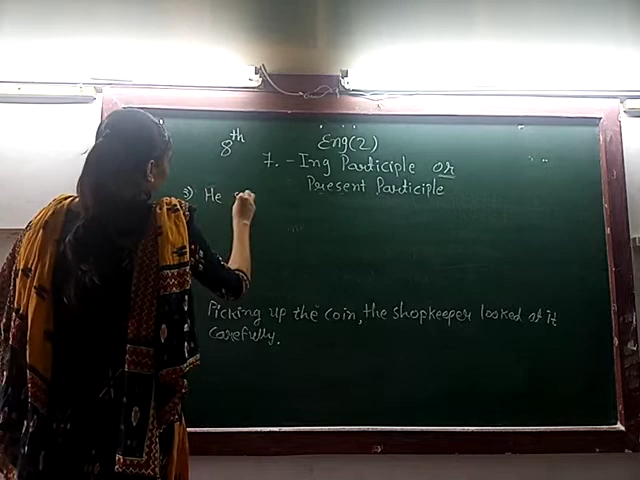 8th
Eng(2)
7. - Ing Participle or
Present Participle
3) He
Picking up the coin, the shopkeeper looked at it
carefully.